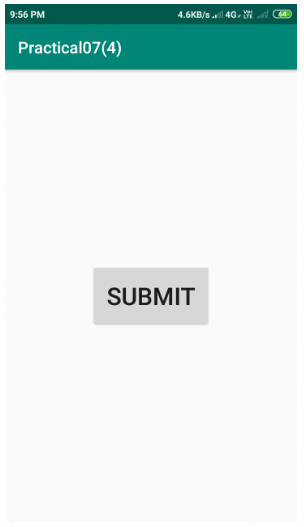 9:56 PM 4.6KB/s 4G 64
Practical07(4)
SUBMIT